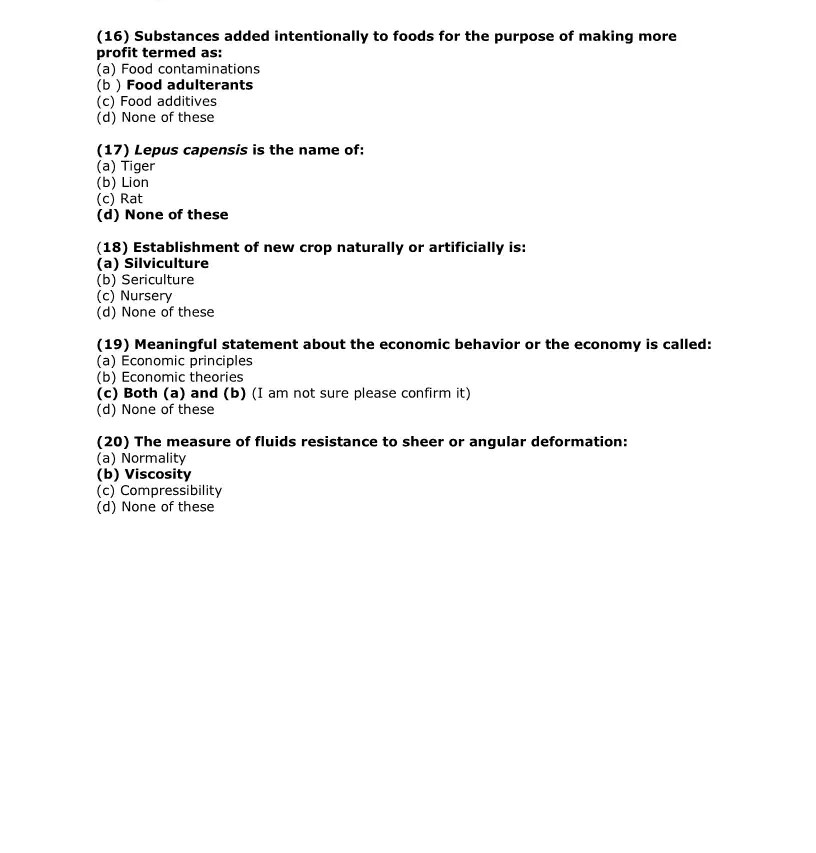 (16) Substances added intentionally to foods for the purpose of making more
profit termed as:
(a) Food contaminations
(b ) Food adulterants
(c) Food additives
(d) None of these
(17) Lepus capensis is the name of:
(a) Tiger
(b) Lion
(c) Rat
(d) None of these
(18) Establishment of new crop naturally or artificially is:
(a) Silviculture
(b) Sericulture
(c) Nursery
(d) None of these
(19) Meaningful statement about the economic behavior or the economy is called:
(a) Economic principles
(b) Economic theories
(c) Both (a) and (b) (I am not sure please confirm it)
(d) None of these
(20) The measure of fluids resistance to sheer or angular deformation:
(a) Normality
(b) Viscosity
(c) Compressibility
(d) None of these